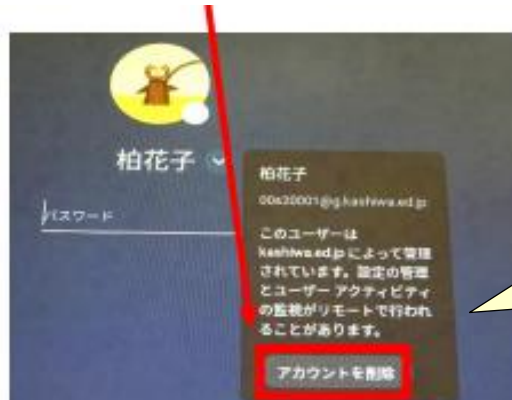 柏花子
パスワード
柏花子
00s20001@g.kashiwa.ed.jp
このユーザーは
kashiwa.ed.jp によって管理
されています。設定の管理
とユーザー アクティビティ
の監視がリモートで行われ
ることがあります。
アカウントを削除